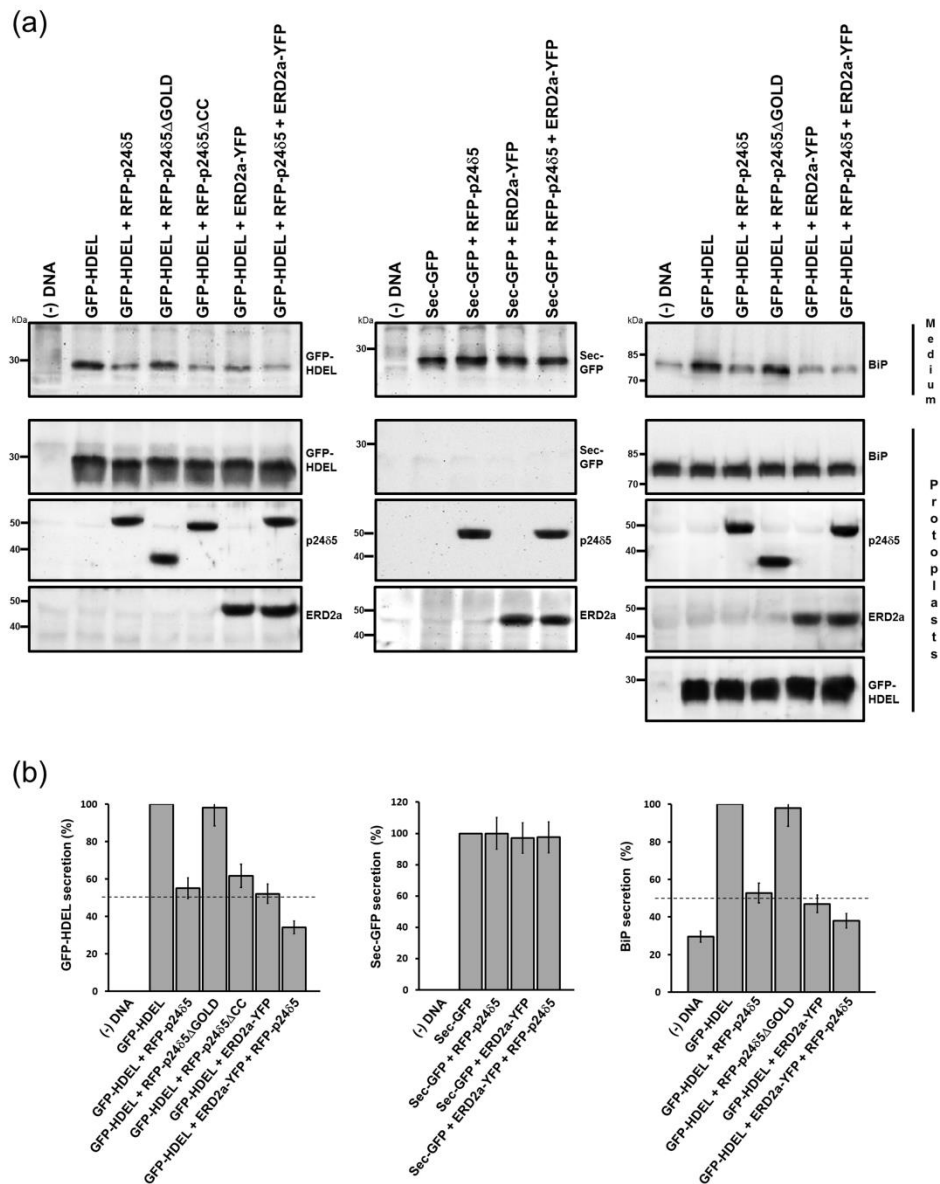 (a)
(-) DNA
GFP-HDEL
GFP-HDEL + RFP-p24δ5
GFP-HDEL + RFP-p24δ5ΔGOLD
GFP-HDEL + RFP-p24δ5ΔCC
GFP-HDEL + ERD2a-YFP
GFP-HDEL + RFP-p24δ5 + ERD2a-YFP
kDa
30
GFP-
HDEL
30
GFP-
HDEL
50
40
p24δ5
50
40
ERD2a
(-) DNA
Sec-GFP
Sec-GFP + RFP-p24δ5
Sec-GFP + ERD2a-YFP
Sec-GFP + RFP-p24δ5 + ERD2a-YFP
kDa
30
Sec-
GFP
30
Sec-
GFP
50
40
p24δ5
50
40
ERD2a
(-) DNA
GFP-HDEL
GFP-HDEL + RFP-p24δ5
GFP-HDEL + RFP-p24δ5ΔGOLD
GFP-HDEL + ERD2a-YFP
GFP-HDEL + RFP-p24δ5 + ERD2a-YFP
kDa
85
70
BiP
85
70
BiP
50
40
p24δ5
50
40
ERD2a
30
GFP-
HDEL
Medium
Protoplasts
(b)
GFP-HDEL secretion (%)
100
80
60
40
20
0
(-) DNA
GFP-HDEL
GFP-HDEL + RFP-p24δ5
GFP-HDEL + RFP-p24δ5ΔGOLD
GFP-HDEL + RFP-p24δ5ΔCC
GFP-HDEL + ERD2a-YFP
GFP-HDEL + ERD2a-YFP + RFP-p24δ5
Sec-GFP secretion (%)
120
100
80
60
40
20
0
(-) DNA
Sec-GFP
Sec-GFP + RFP-p24δ5
Sec-GFP + ERD2a-YFP
Sec-GFP + ERD2a-YFP + RFP-p24δ5
BiP secretion (%)
100
80
60
40
20
0
(-) DNA
GFP-HDEL
GFP-HDEL + RFP-p24δ5
GFP-HDEL + RFP-p24δ5ΔGOLD
GFP-HDEL + ERD2a-YFP
GFP-HDEL + ERD2a-YFP + RFP-p24δ5